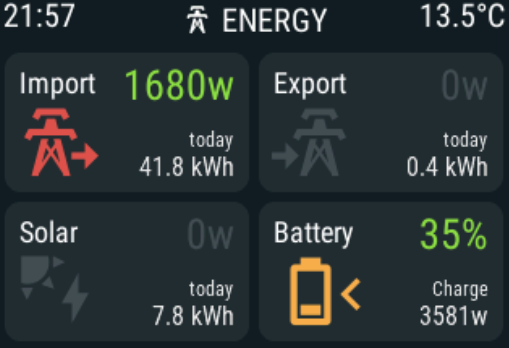 21:57 ENERGY 13.5°C
Import 1680w
today
41.8 kWh
Export 0w
today
0.4 kWh
Solar 0w
today
7.8 kWh
Battery 35%
Charge
3581w